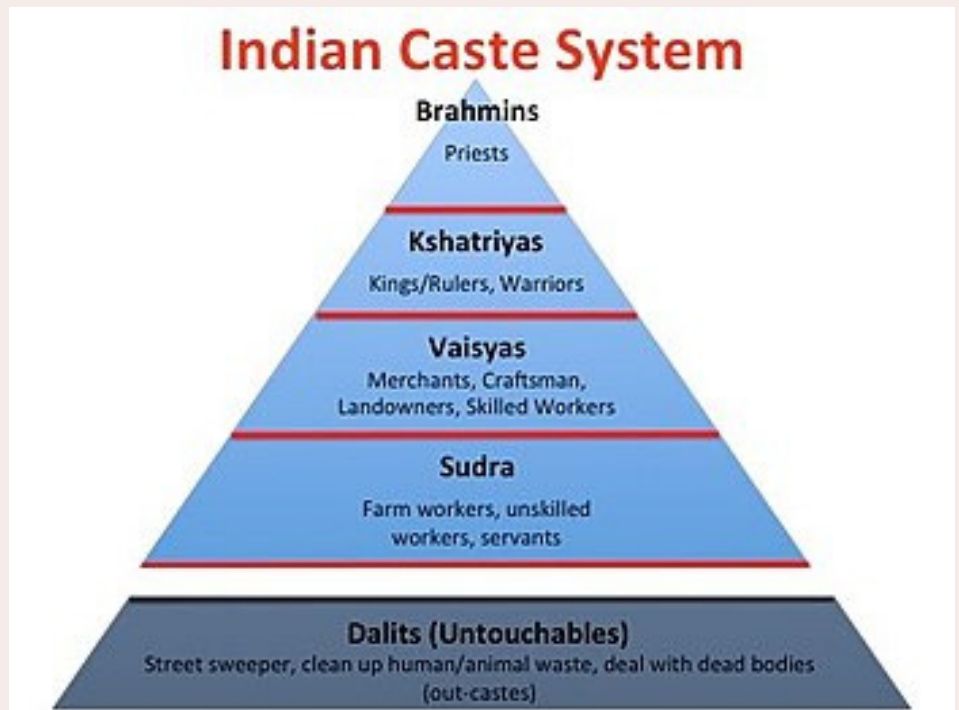 Indian Caste System
Brahmins
Priests
Kshatriyas
Kings/Rulers, Warriors
Vaisyas
Merchants, Craftsman,
Landowners, Skilled Workers
Sudra
Farm workers, unskilled
workers, servants
Dalits (Untouchables)
Street sweeper, clean up human/animal waste, deal with dead bodies
(out-castes)